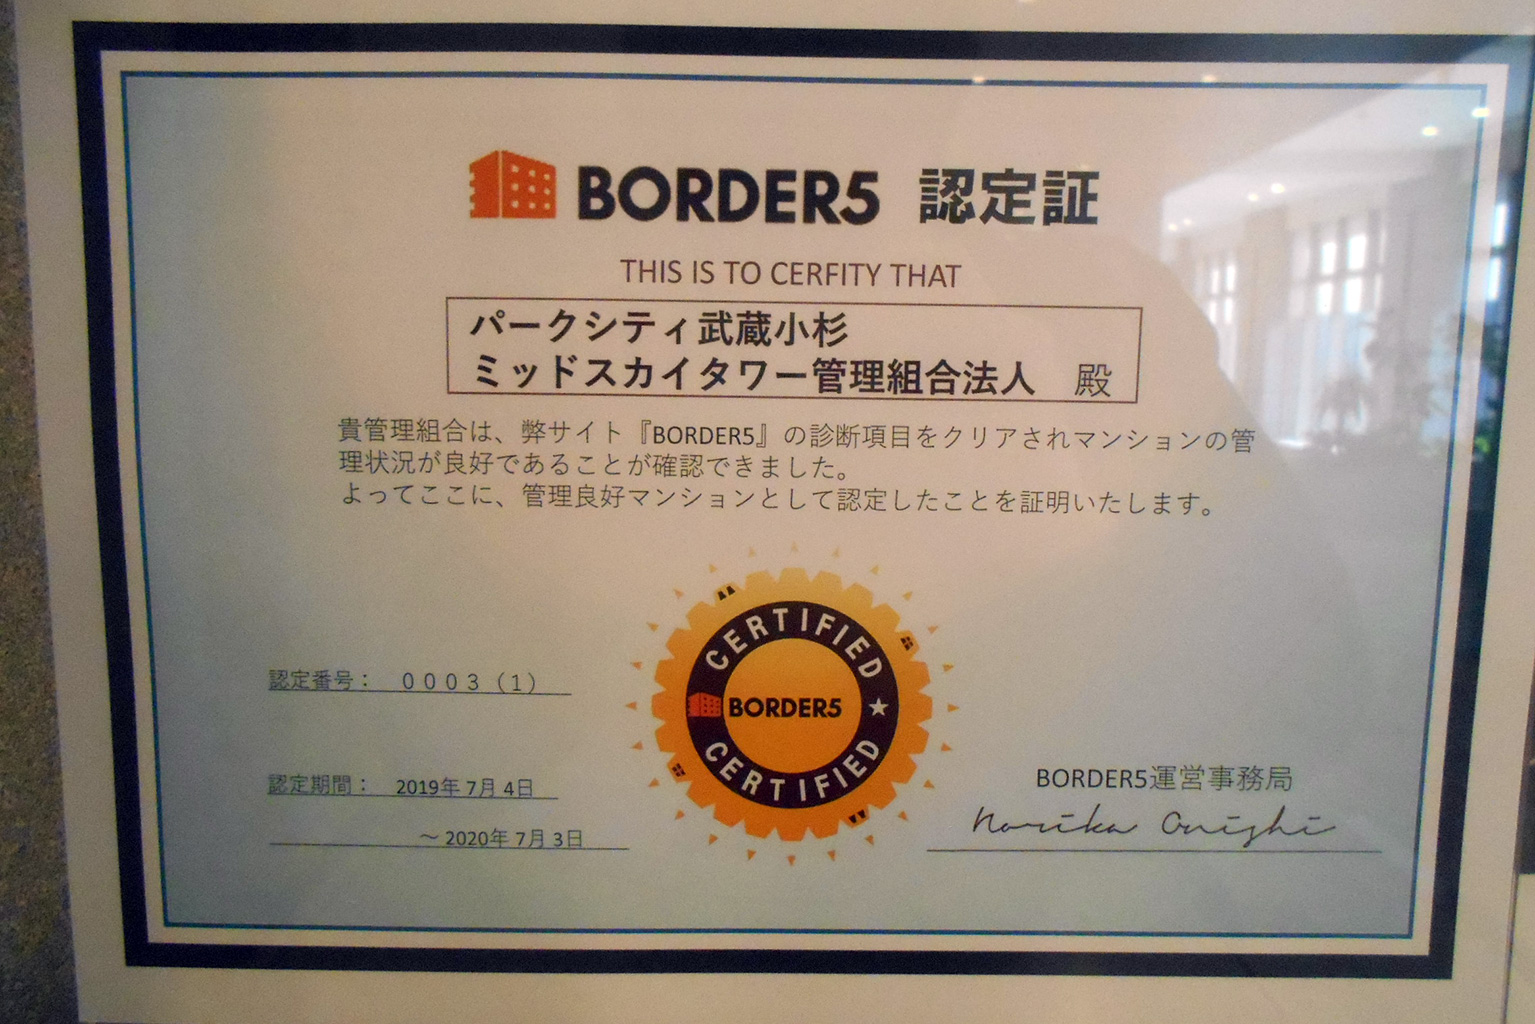 BORDER5 認定証
THIS IS TO CERFITY THAT
パークシティ武蔵小杉
ミッドスカイタワー管理組合法人 殿
貴管理組合は、弊サイト『BORDER5』の診断項目をクリアされマンションの管
理状況が良好であることが確認できました。
よってここに、管理良好マンションとして認定したことを証明いたします。
CERTIFIED
BORDER5
CERTIFIED
認定番号： ０００３（１）
認定期間： 2019年 7月 4日
～ 2020年 7月 3日
BORDER5運営事務局
Norika Onishi